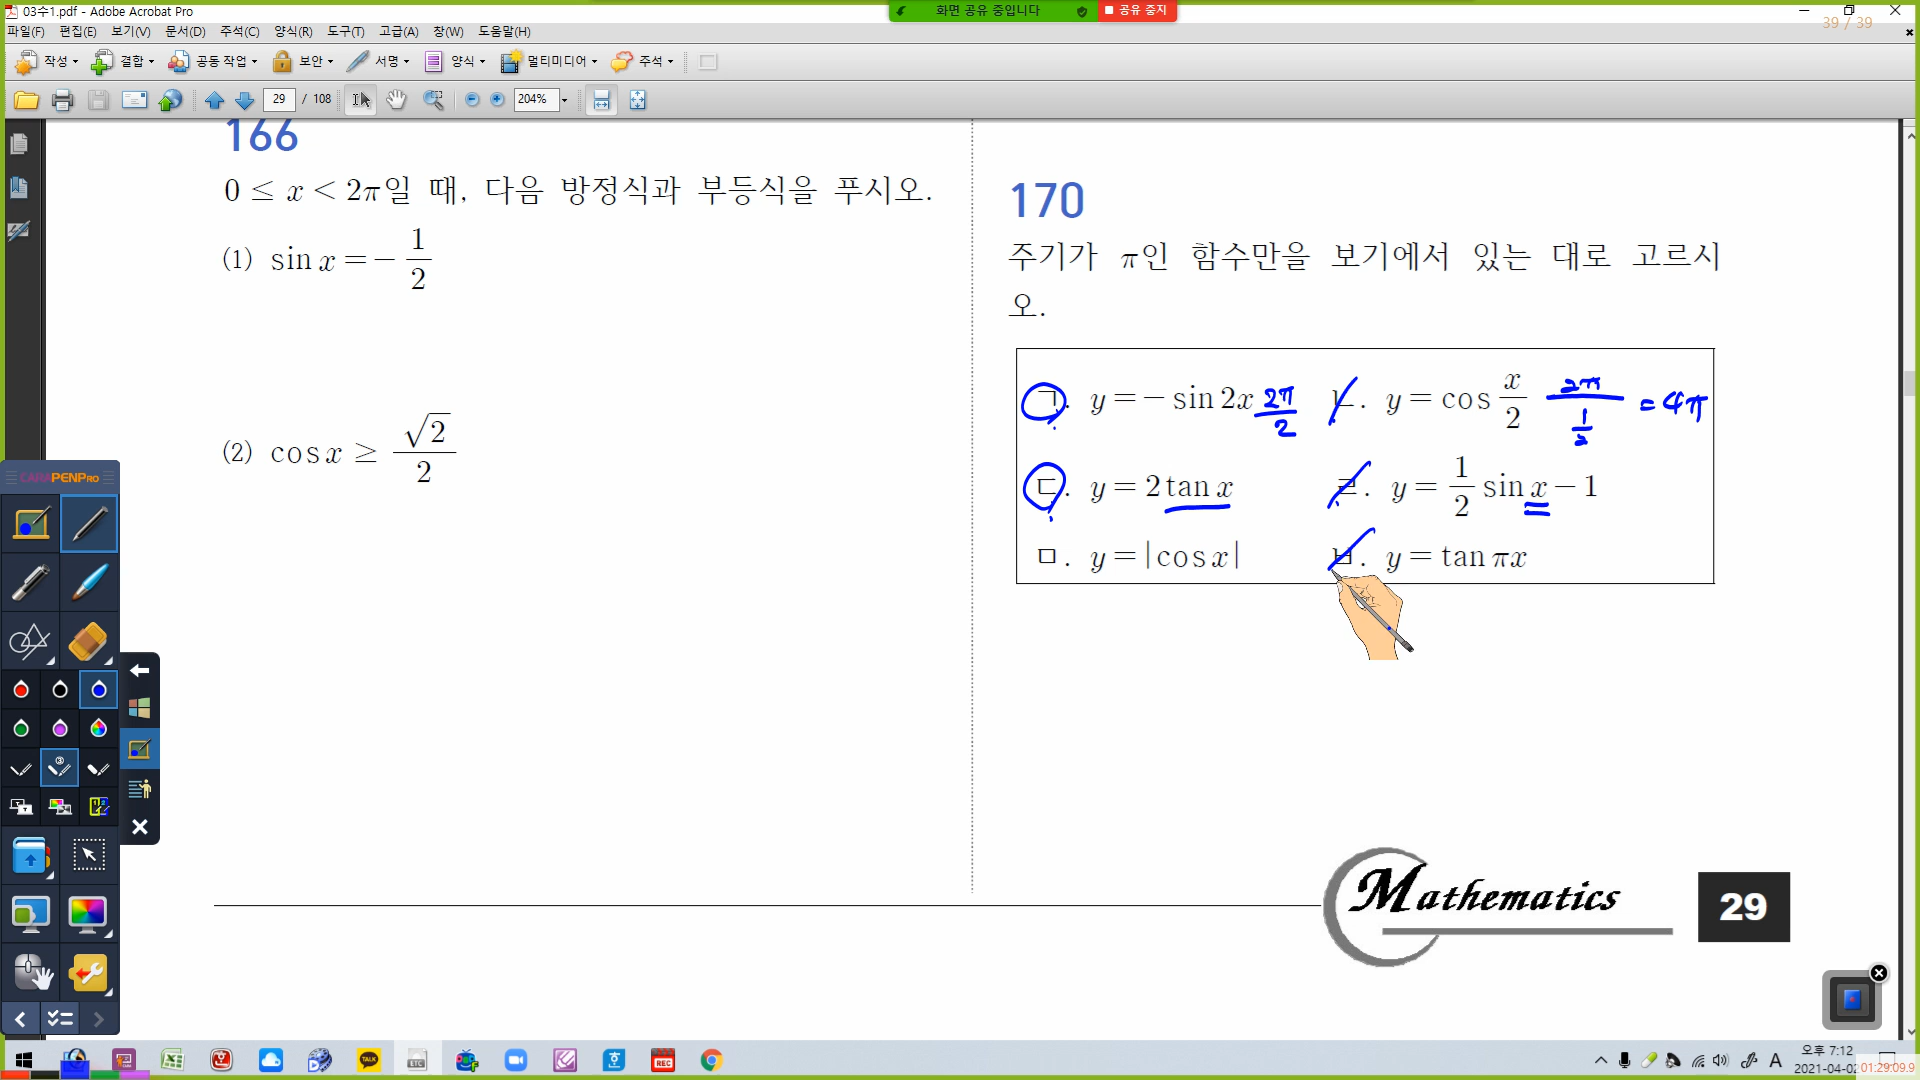 03수1.pdf - Adobe Acrobat Pro
화면 공유 중입니다
공유 중지
39 / 39
파일(F) 편집(E) 보기(V) 문서(D) 주석(C) 양식(R) 도구(T) 고급(A) 창(W) 도움말(H)
작성 결합 공동 작업 보안 서명 양식 멀티미디어 주석
29 / 108 204%
166
0 ≤ x < 2π일 때, 다음 방정식과 부등식을 푸시오.
(1) sin x = - 1/2
(2) cos x ≥ √2/2
170
주기가 π인 함수만을 보기에서 있는 대로 고르시
오.
ㄱ. y = - sin 2x 2π/2 ㄴ. y = cos x/2 2π/(1/2) = 4π
ㄷ. y = 2 tan x ㄹ. y = 1/2 sin x - 1
ㅁ. y = |cos x| ㅂ. y = tan πx
CARAPENPRO
Mathematics
29
TALK
ETC
REC
A
오후 7:12
2021-04-02
01:29:09.9